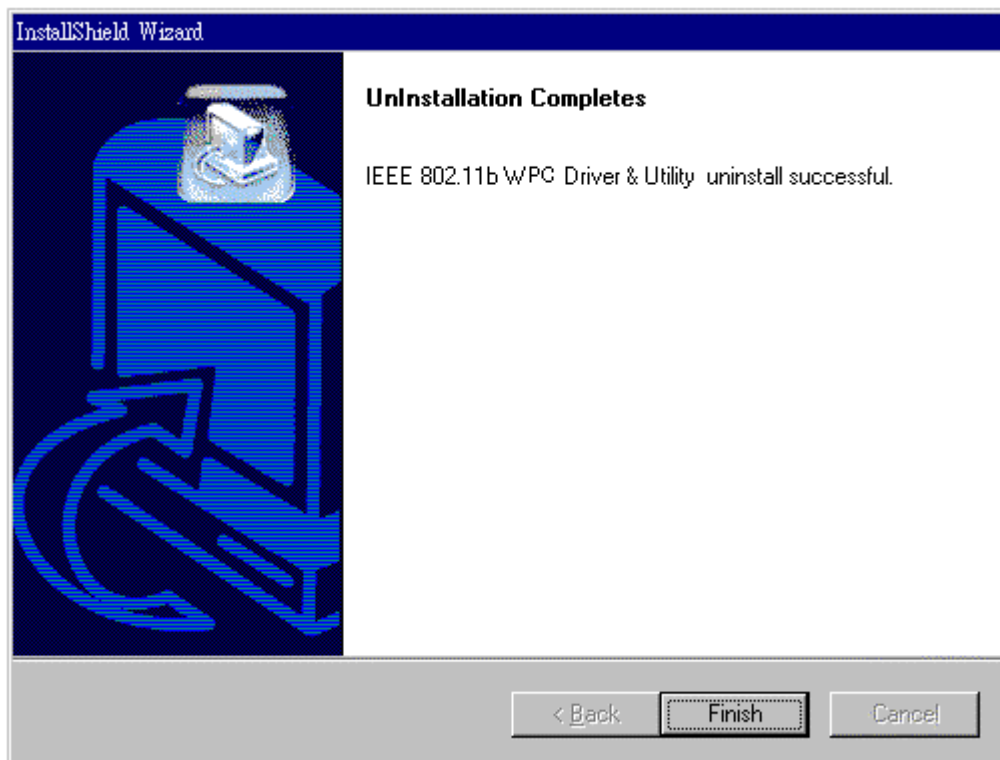 InstallShield Wizard
UnInstallation Completes
IEEE 802.11b WPC Driver & Utility uninstall successful.
< Back
Finish
Cancel